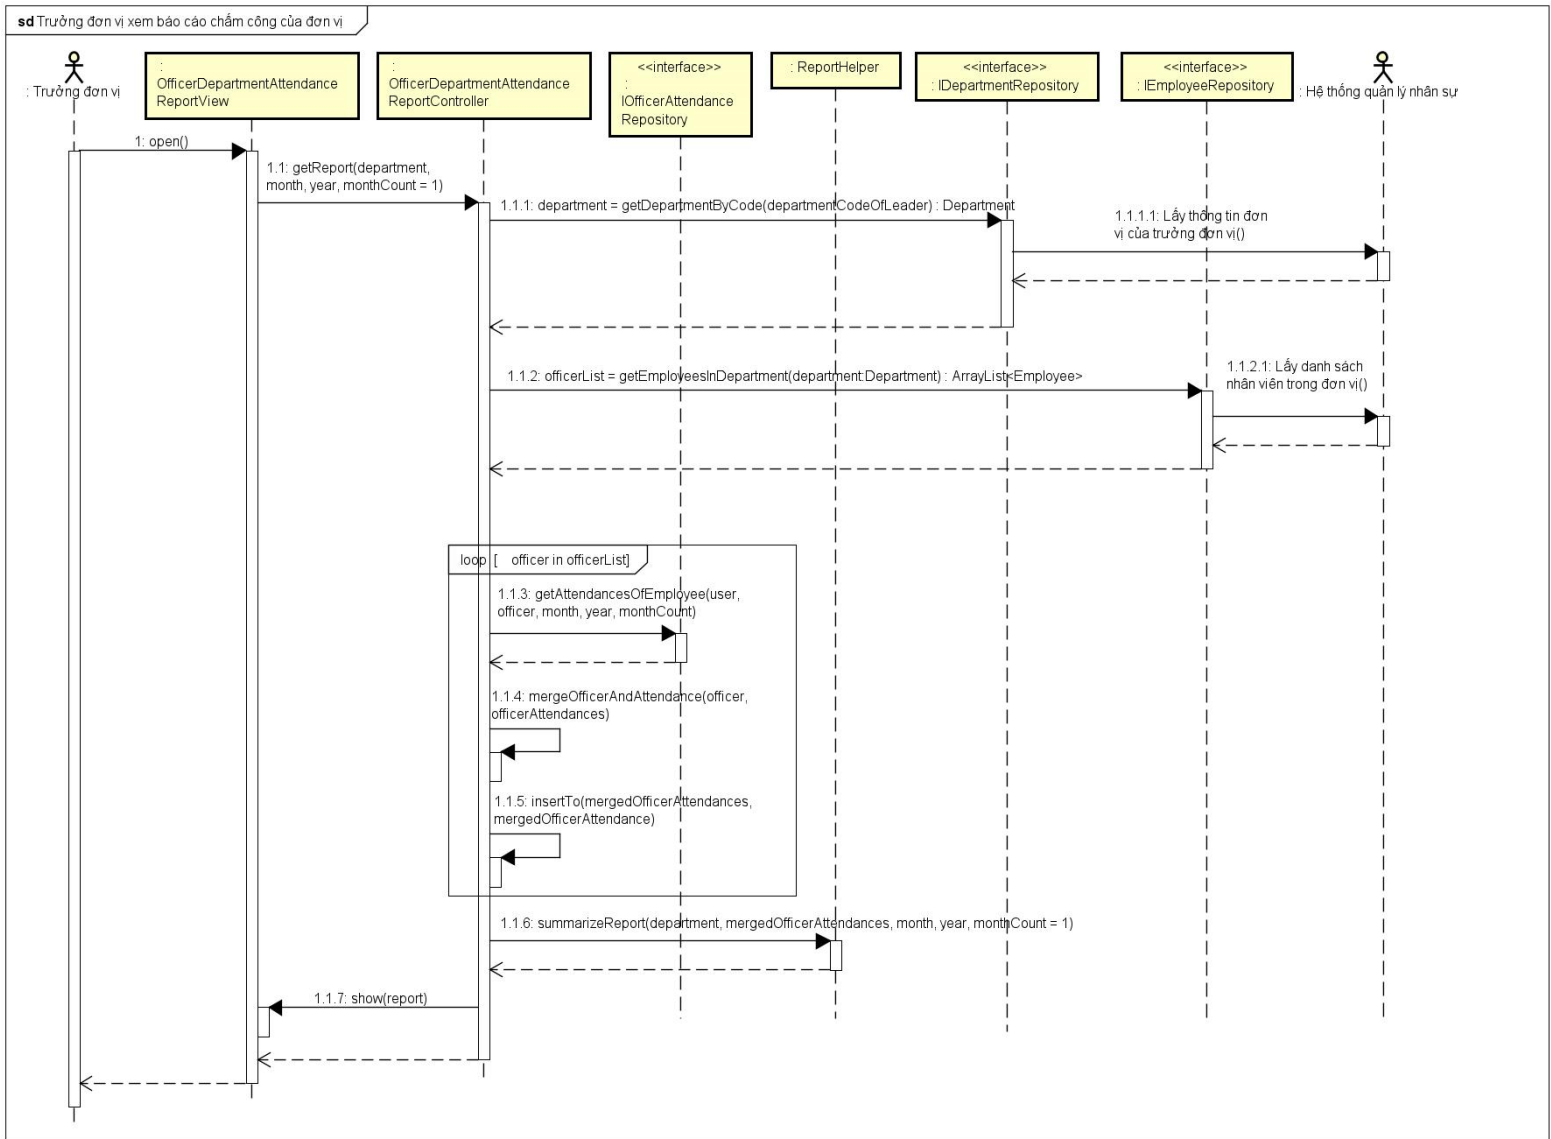 sd Trưởng đơn vị xem báo cáo chấm công của đơn vị
: Trưởng đơn vị
:
OfficerDepartmentAttendance
ReportView
:
OfficerDepartmentAttendance
ReportController
<<interface>>
:
IOfficerAttendance
Repository
: ReportHelper
<<interface>>
: IDepartmentRepository
<<interface>>
: IEmployeeRepository
: Hệ thống quản lý nhân sự
1: open()
1.1: getReport(department,
month, year, monthCount = 1)
1.1.1: department = getDepartmentByCode(departmentCodeOfLeader) : Department
1.1.1.1: Lấy thông tin đơn
vị của trưởng đơn vị()
1.1.2: officerList = getEmployeesInDepartment(department:Department) : ArrayList<Employee>
1.1.2.1: Lấy danh sách
nhân viên trong đơn vị()
loop [ officer in officerList]
1.1.3: getAttendancesOfEmployee(user,
officer, month, year, monthCount)
1.1.4: mergeOfficerAndAttendance(officer,
officerAttendances)
1.1.5: insertTo(mergedOfficerAttendances,
mergedOfficerAttendance)
1.1.6: summarizeReport(department, mergedOfficerAttendances, month, year, monthCount = 1)
1.1.7: show(report)